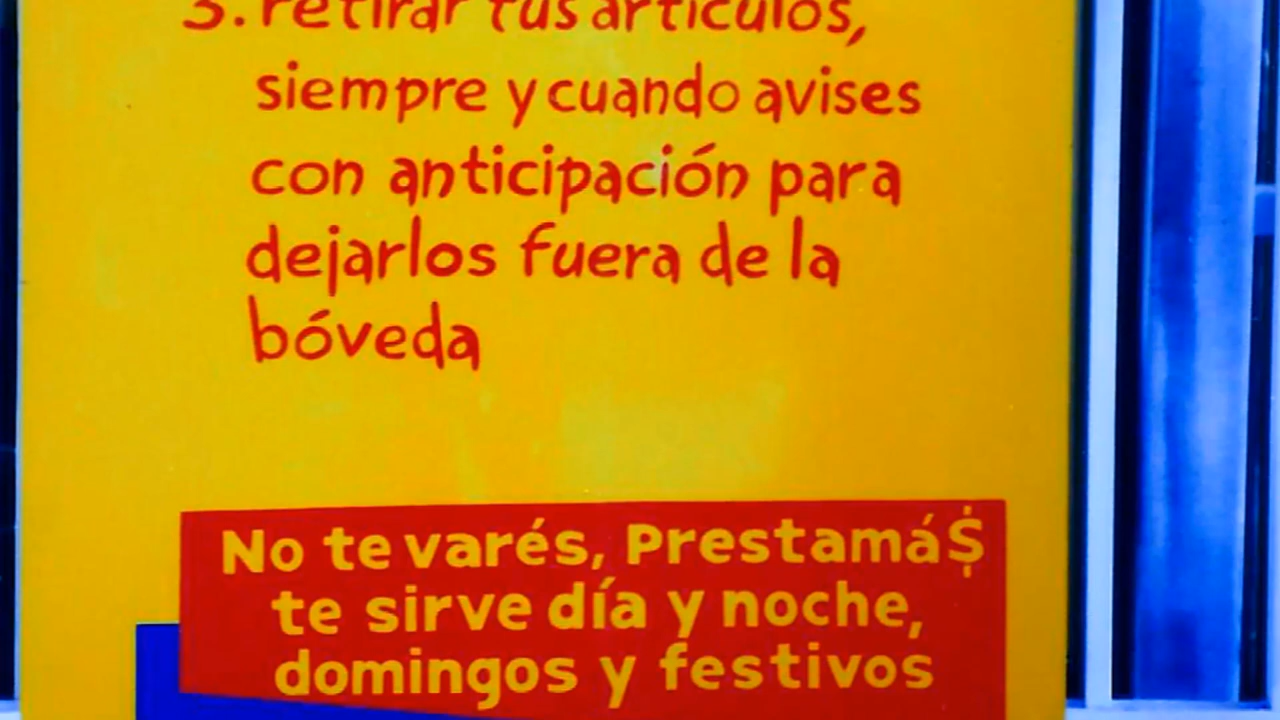 3. retirar tus artículos,
siempre y cuando avises
con anticipación para
dejarlos fuera de la
bóveda
No te varés, Prestamá$
te sirve día y noche,
domingos y festivos